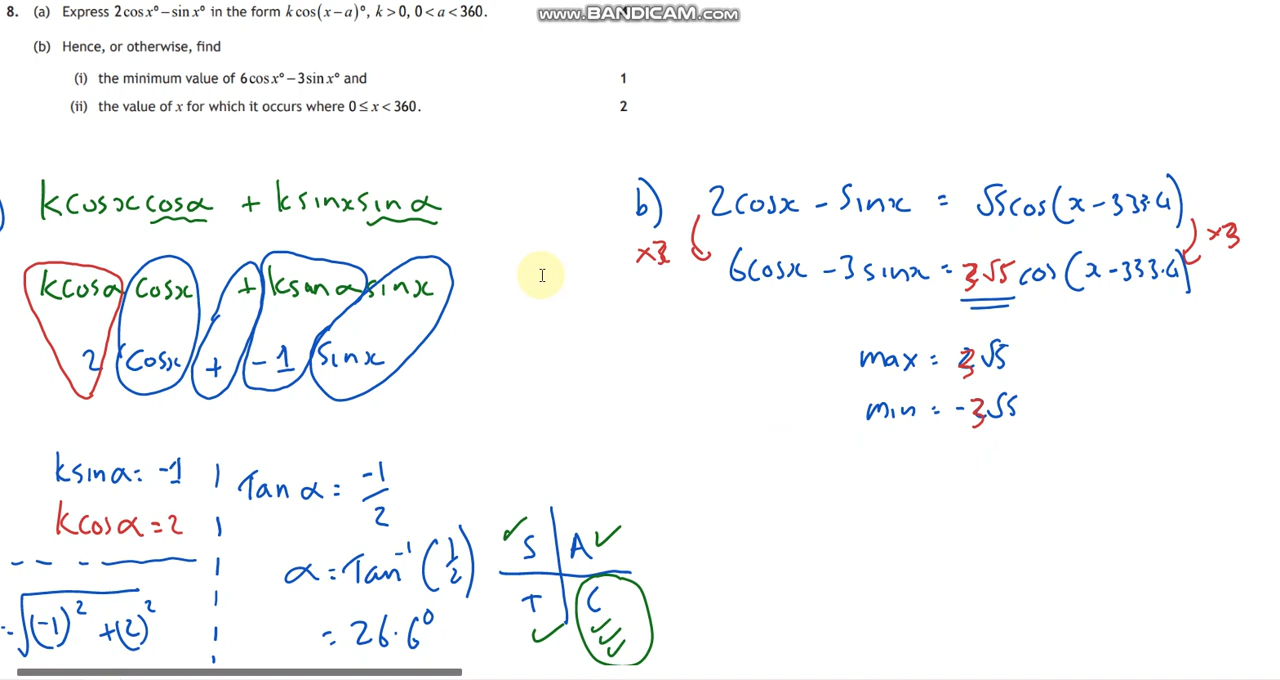 www.BANDICAM.com
8. (a) Express 2cos x° − sin x° in the form k cos(x − a)°, k > 0, 0 < a < 360.
(b) Hence, or otherwise, find
(i) the minimum value of 6cos x° − 3sin x° and 1
(ii) the value of x for which it occurs where 0 ≤ x < 360. 2
kcosxcosα + ksinxsinα
kcosα cosx + ksinα sinx
2 cosx + -1 sinx
ksinα = -1
kcosα = 2
= √(-1)² + (2)²
Tan α = -1/2
α = Tan⁻¹(1/2)
= 26.6°
S A
T C
b) 2cosx - sinx = √5cos(x - 333.4)
×3 ×3
6cosx - 3sinx = 3√5 cos(x - 333.4)
max = 3√5
min = -3√5